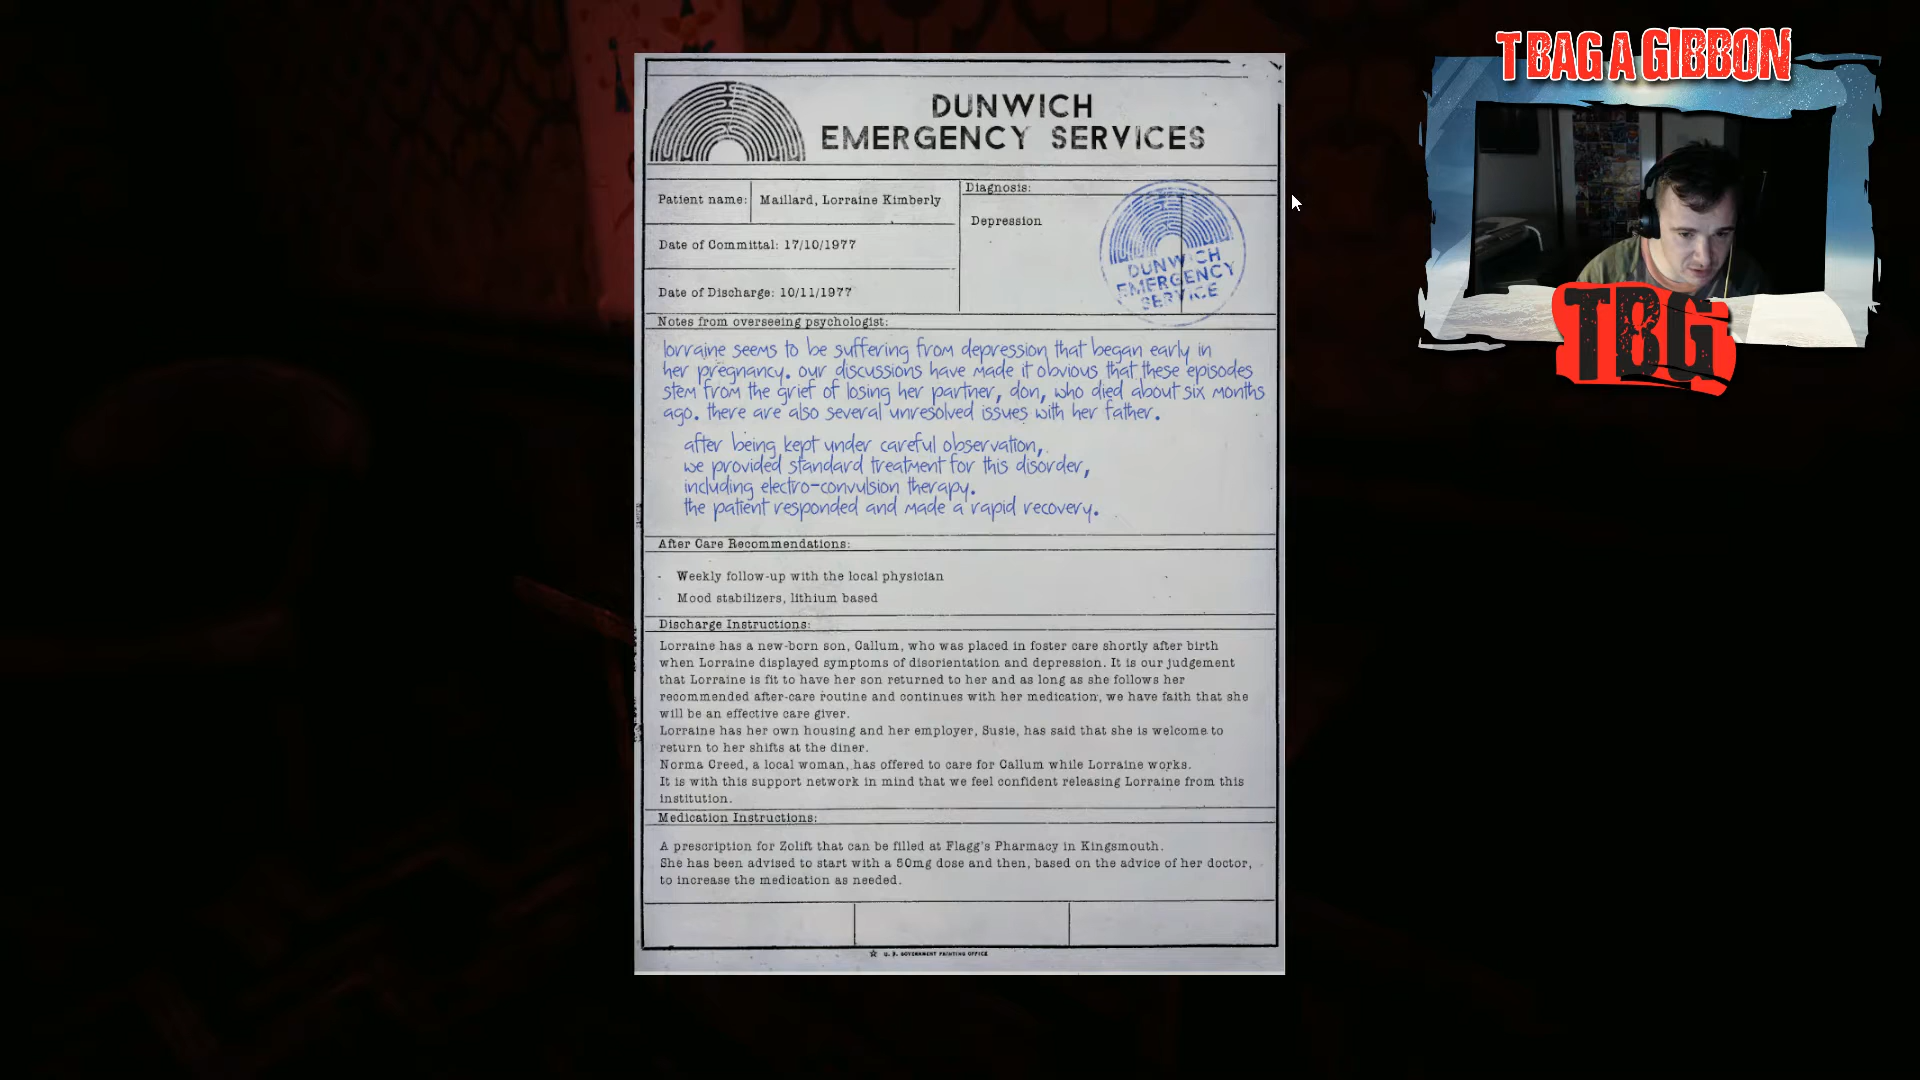 T BAG A GIBBON
TBG
DUNWICH
EMERGENCY SERVICES
Patient name: Maillard, Lorraine Kimberly
Date of Committal: 17/10/1977
Date of Discharge: 10/11/1977
Diagnosis:
Depression
DUNWICH
EMERGENCY
SERVICE
Notes from overseeing psychologist:
lorraine seems to be suffering from depression that began early in
her pregnancy. our discussions have made it obvious that these episodes
stem from the grief of losing her partner, don, who died about six months
ago. there are also several unresolved issues with her father.
after being kept under careful observation,
we provided standard treatment for this disorder,
including electro-convulsion therapy.
the patient responded and made a rapid recovery.
After Care Recommendations:
- Weekly follow-up with the local physician
- Mood stabilizers, lithium based
Discharge Instructions:
Lorraine has a new-born son, Callum, who was placed in foster care shortly after birth
when Lorraine displayed symptoms of disorientation and depression. It is our judgement
that Lorraine is fit to have her son returned to her and as long as she follows her
recommended after-care routine and continues with her medication, we have faith that she
will be an effective care giver.
Lorraine has her own housing and her employer, Susie, has said that she is welcome to
return to her shifts at the diner.
Norma Creed, a local woman, has offered to care for Callum while Lorraine works.
It is with this support network in mind that we feel confident releasing Lorraine from this
institution.
Medication Instructions:
A prescription for Zolift that can be filled at Flagg's Pharmacy in Kingsmouth.
She has been advised to start with a 50mg dose and then, based on the advice of her doctor,
to increase the medication as needed.
☆ U. S. GOVERNMENT PRINTING OFFICE